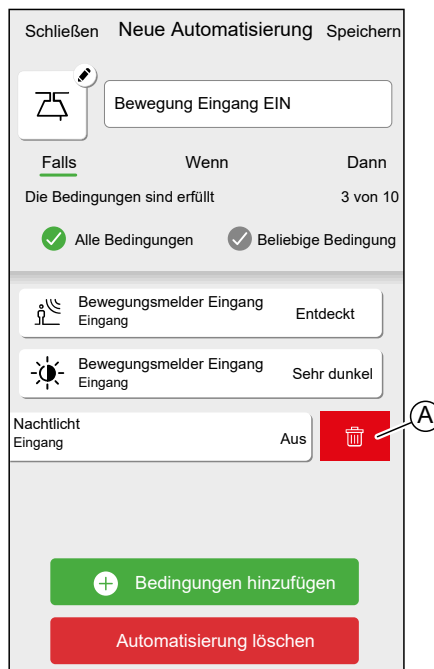 Schließen Neue Automatisierung Speichern
Bewegung Eingang EIN
Falls Wenn Dann
Die Bedingungen sind erfüllt 3 von 10
Alle Bedingungen Beliebige Bedingung
Bewegungsmelder Eingang
Eingang Entdeckt
Bewegungsmelder Eingang
Eingang Sehr dunkel
Nachtlicht
Eingang Aus
A
Bedingungen hinzufügen
Automatisierung löschen